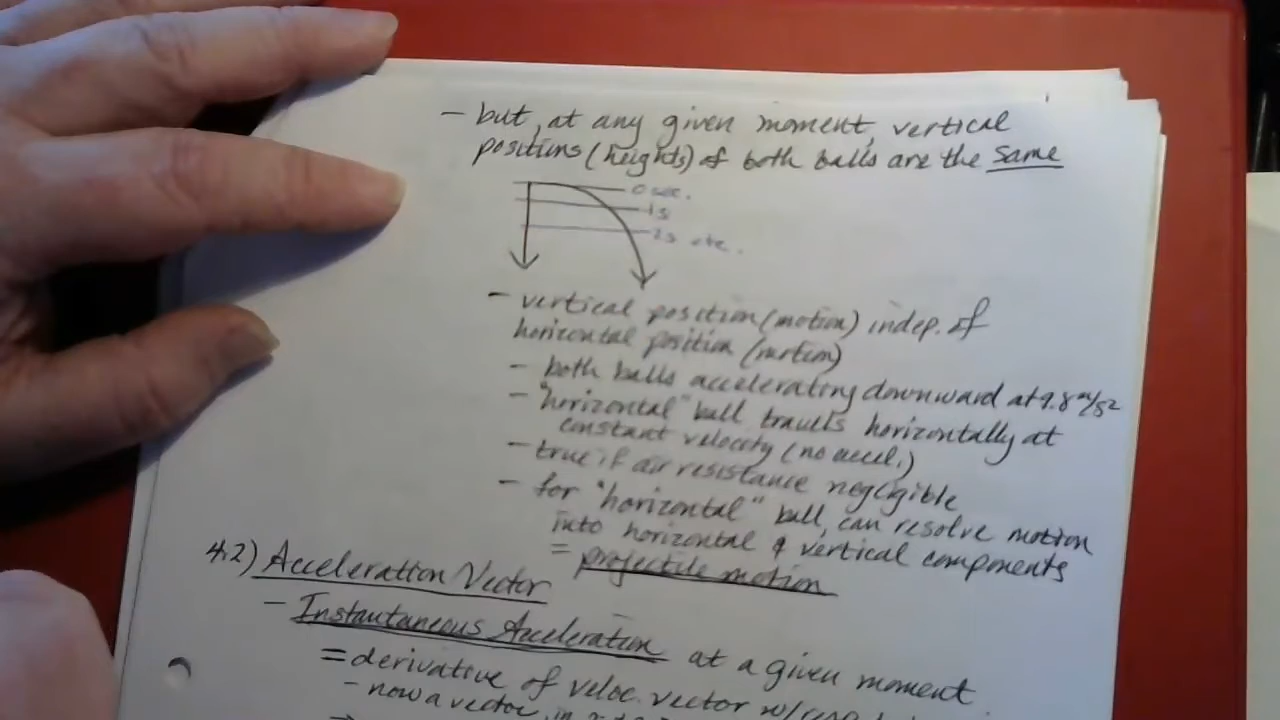 - but, at any given moment, vertical
positions (heights) of both balls are the same
0 sec.
1s
2s etc.
- vertical position (motion) indep. of
horizontal position (motion)
- both balls accelerating downward at 9.8 m/s2
- "horizontal" ball travels horizontally at
constant velocity (no accel.)
- true if air resistance negligible
- for "horizontal" ball, can resolve motion
into horizontal & vertical components
= projectile motion
4.2) Acceleration Vector
- Instantaneous Acceleration at a given moment
= derivative of veloc. vector w/
- now a vector in